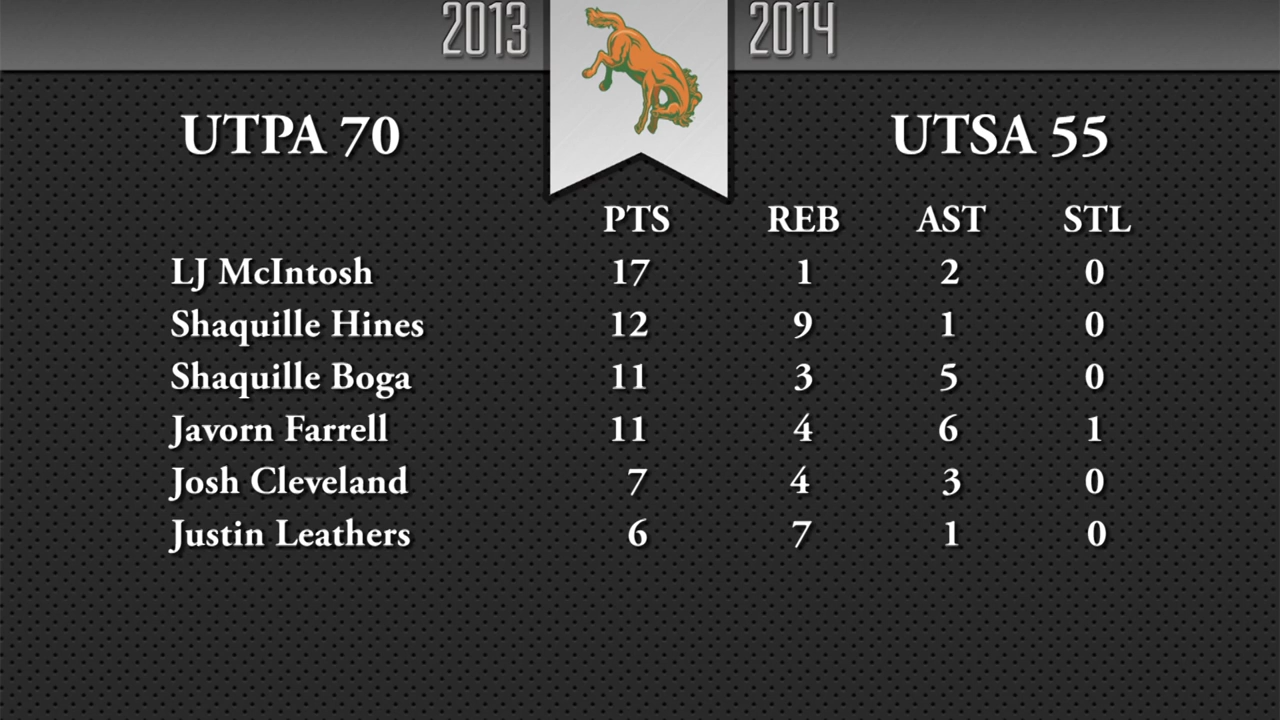 2013 2014
UTPA 70 UTSA 55
PTS REB AST STL
LJ McIntosh 17 1 2 0
Shaquille Hines 12 9 1 0
Shaquille Boga 11 3 5 0
Javorn Farrell 11 4 6 1
Josh Cleveland 7 4 3 0
Justin Leathers 6 7 1 0